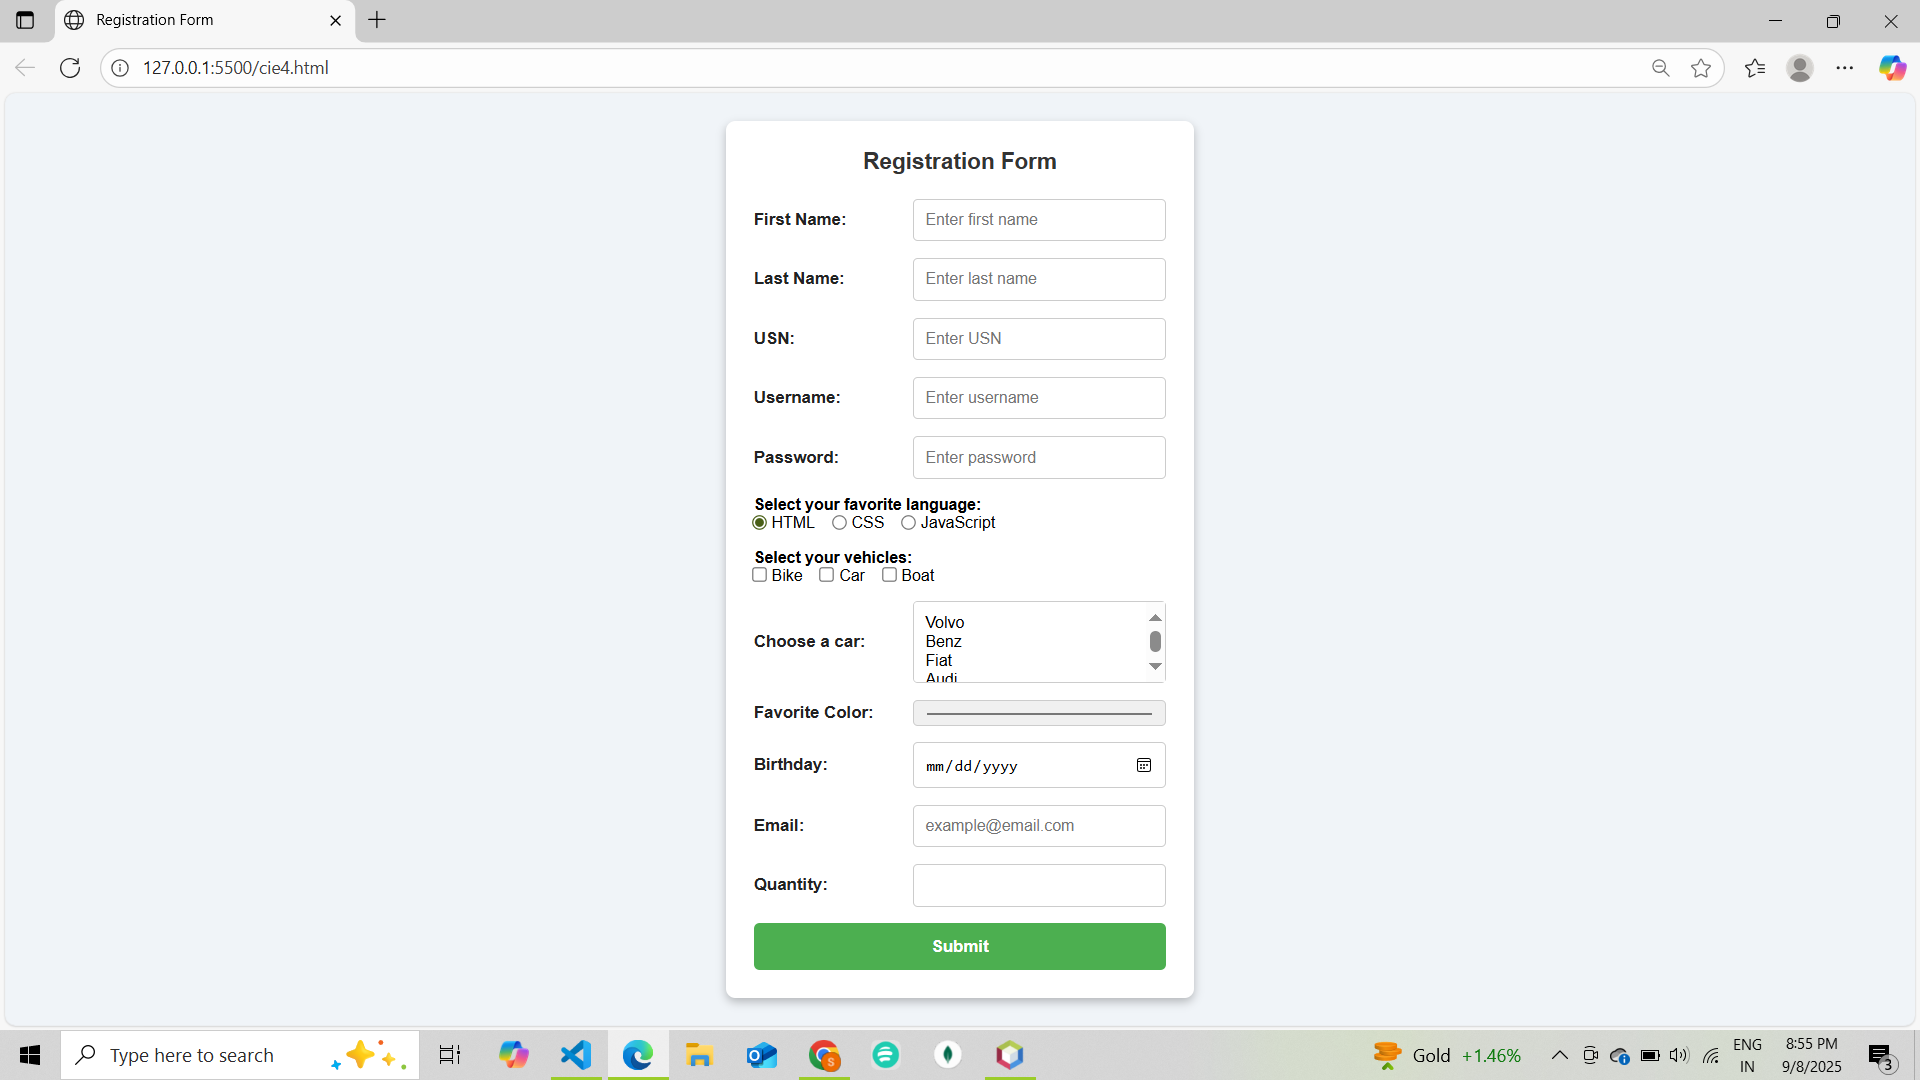 Registration Form
127.0.0.1:5500/cie4.html
Registration Form
First Name: Enter first name
Last Name: Enter last name
USN: Enter USN
Username: Enter username
Password: Enter password
Select your favorite language:
HTML CSS JavaScript
Select your vehicles:
Bike Car Boat
Choose a car: Volvo
Benz
Fiat
Audi
Favorite Color:
Birthday: mm/dd/yyyy
Email: example@email.com
Quantity:
Submit
Type here to search
Gold +1.46%
ENG
IN
8:55 PM
9/8/2025
3
S